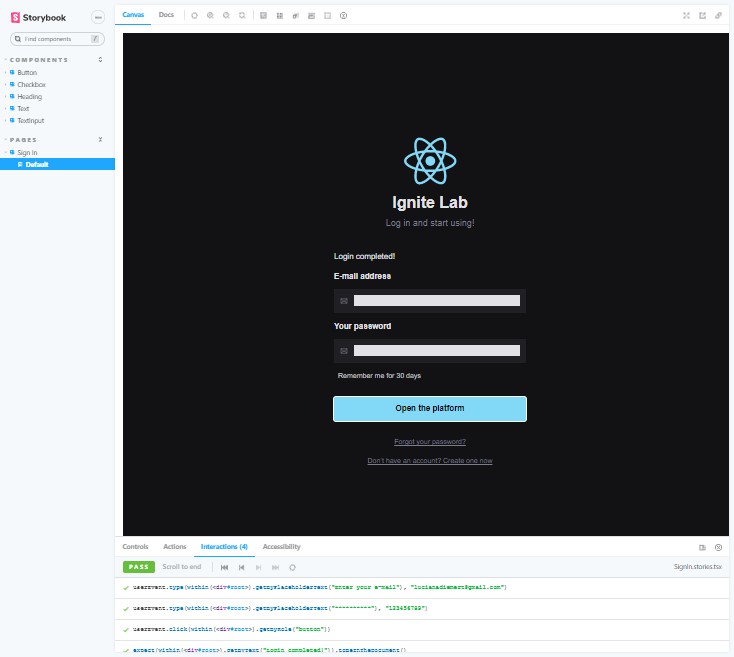 Storybook
Canvas
Docs
Find components
/
COMPONENTS
Button
Checkbox
Heading
Text
TextInput
PAGES
Sign in
Default
Ignite Lab
Log in and start using!
Login completed!
E-mail address
Your password
Remember me for 30 days
Open the platform
Forgot your password?
Don't have an account? Create one now
Controls
Actions
Interactions (4)
Accessibility
PASS
Scroll to end
SignIn.stories.tsx
userEvent.type(within(<div#root>).getByPlaceholderText("Enter your e-mail"), "lucianadiemert@gmail.com")
userEvent.type(within(<div#root>).getByPlaceholderText("**********"), "123456789")
userEvent.click(within(<div#root>).getByRole("button"))
expect(within(<div#root>).getByText("Login completed!")).toBeInTheDocument()